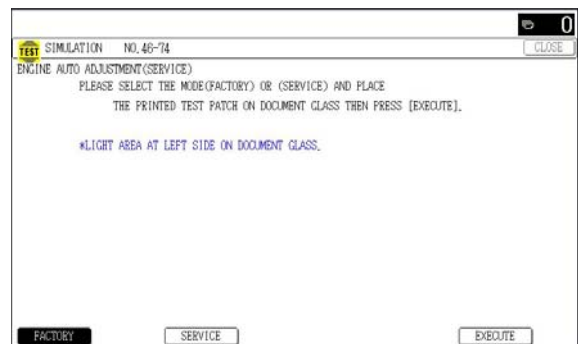 0
TEST SIMULATION NO.46-74 CLOSE
ENGINE AUTO ADJUSTMENT(SERVICE)
PLEASE SELECT THE MODE(FACTORY) OR (SERVICE) AND PLACE
THE PRINTED TEST PATCH ON DOCUMENT GLASS THEN PRESS [EXECUTE].
*LIGHT AREA AT LEFT SIDE ON DOCUMENT GLASS.
FACTORY SERVICE EXECUTE